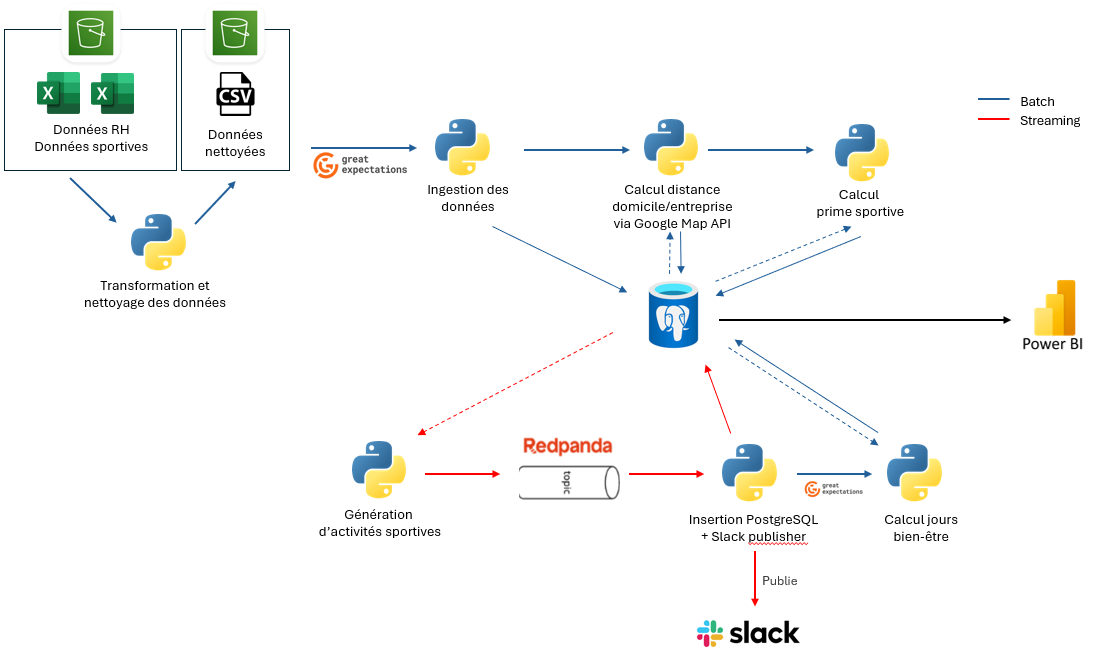 X
X
CSV
Données RH
Données sportives
Données
nettoyées
Transformation et
nettoyage des données
great
expectations
Ingestion des
données
Calcul distance
domicile/entreprise
via Google Map API
Calcul
prime sportive
Batch
Streaming
Power BI
Génération
d'activités sportives
Redpanda
topic
Insertion PostgreSQL
+ Slack publisher
great
expectations
Calcul jours
bien-être
Publie
slack